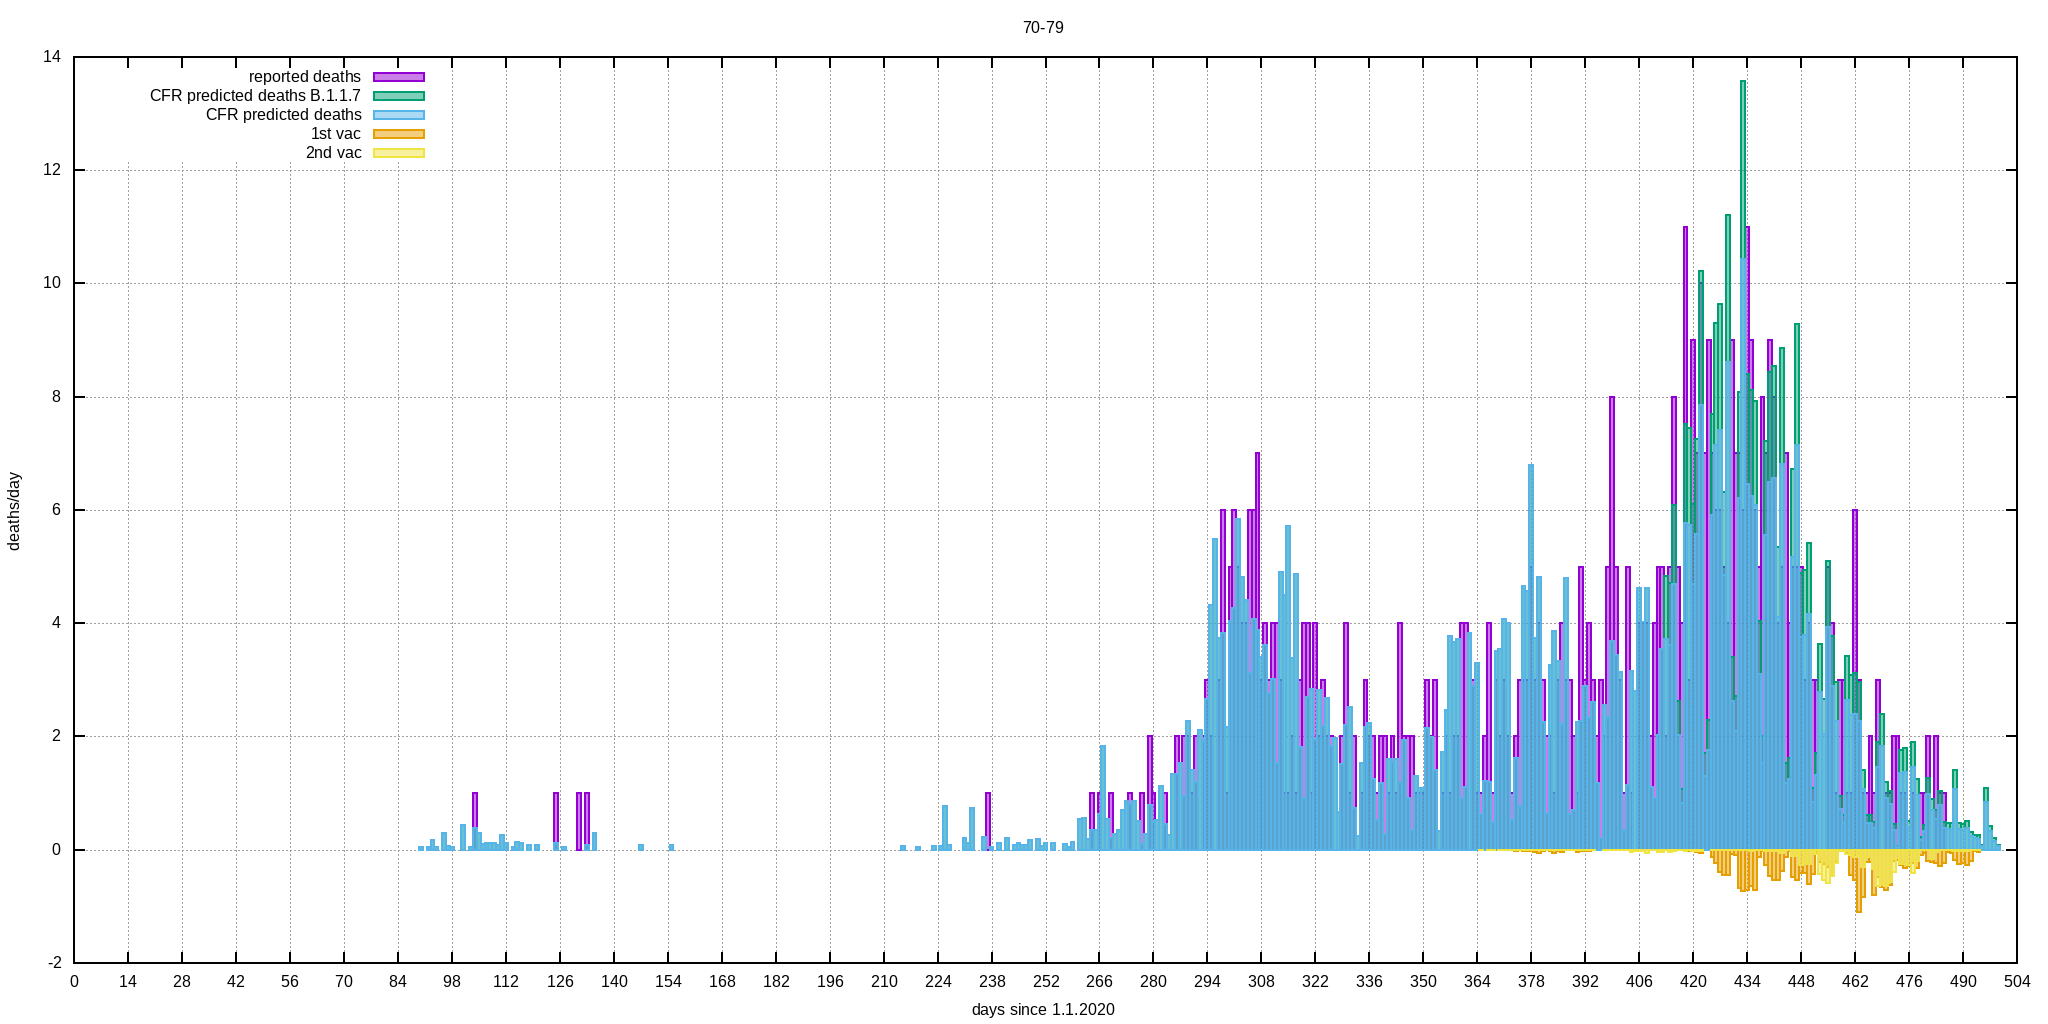 70-79
14
12
10
8
6
4
2
0
-2
deaths/day
reported deaths
CFR predicted deaths B.1.1.7
CFR predicted deaths
1st vac
2nd vac
0 14 28 42 56 70 84 98 112 126 140 154 168 182 196 210 224 238 252 266 280 294 308 322 336 350 364 378 392 406 420 434 448 462 476 490 504
days since 1.1.2020